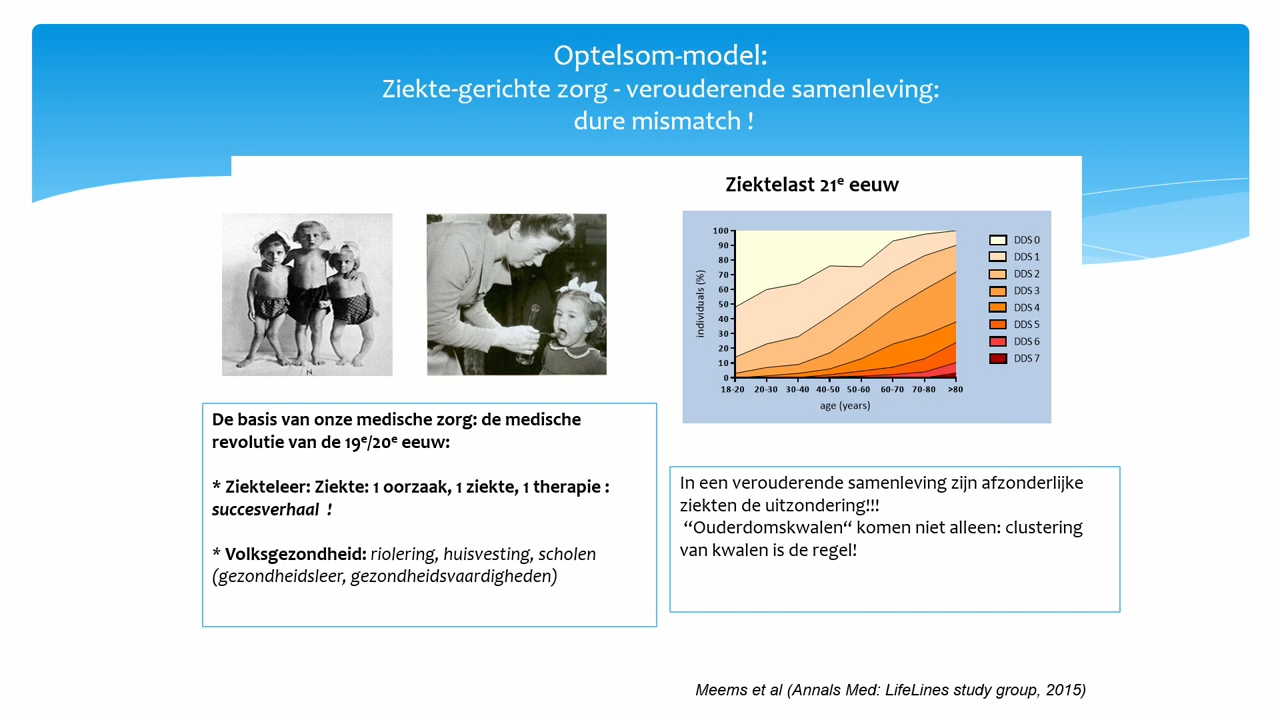 Optelsom-model:
Ziekte-gerichte zorg - verouderende samenleving:
dure mismatch !
Ziektelast 21e eeuw
N
100
90
80
70
60
50
40
30
20
10
0
individuals (%)
18-20 20-30 30-40 40-50 50-60 60-70 70-80 >80
age (years)
DDS 0
DDS 1
DDS 2
DDS 3
DDS 4
DDS 5
DDS 6
DDS 7
De basis van onze medische zorg: de medische
revolutie van de 19e/20e eeuw:
* Ziekteleer: Ziekte: 1 oorzaak, 1 ziekte, 1 therapie :
succesverhaal !
* Volksgezondheid: riolering, huisvesting, scholen
(gezondheidsleer, gezondheidsvaardigheden)
In een verouderende samenleving zijn afzonderlijke
ziekten de uitzondering!!!
“Ouderdomskwalen“ komen niet alleen: clustering
van kwalen is de regel!
Meems et al (Annals Med: LifeLines study group, 2015)